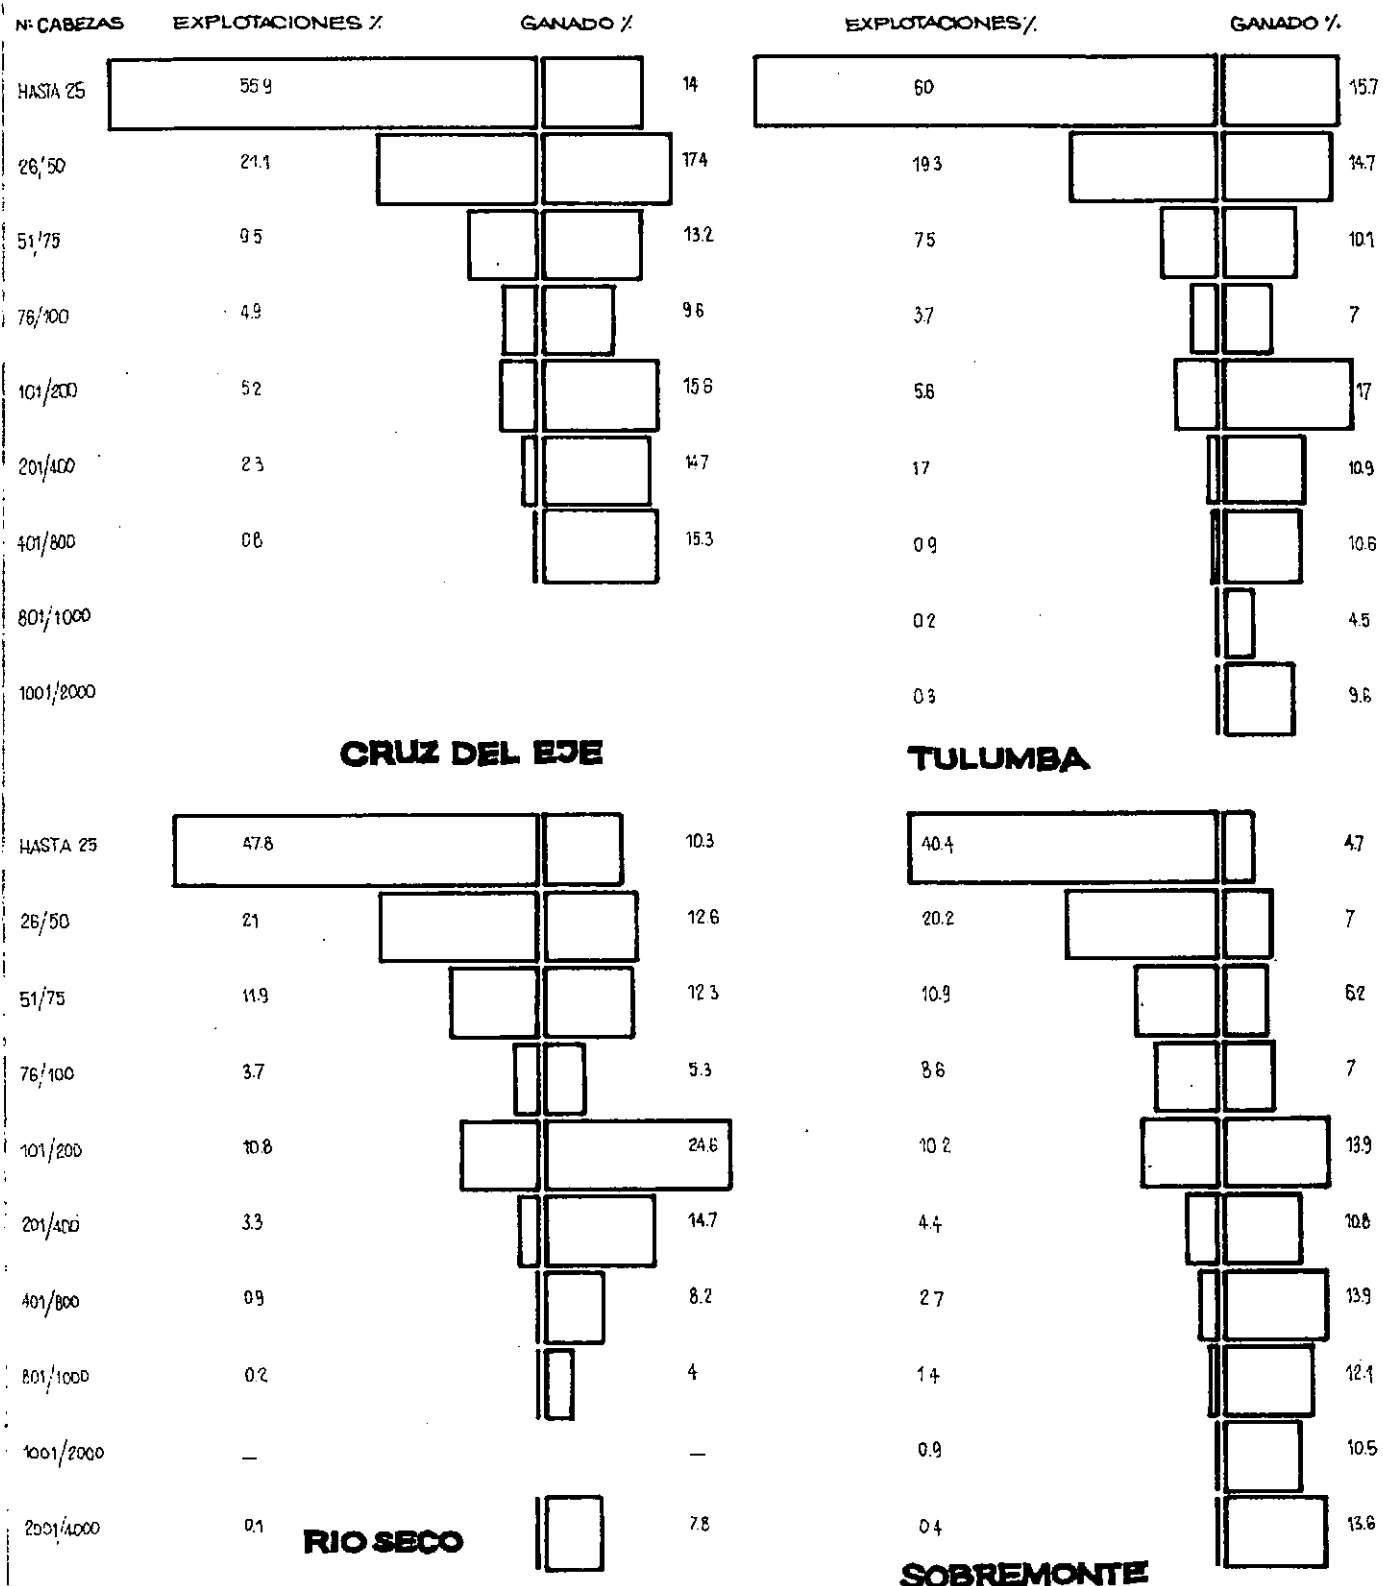 Nº CABEZAS EXPLOTACIONES % GANADO % EXPLOTACIONES % GANADO %
HASTA 25 55.9 14 60 15.7
26/50 21.1 17.4 19.3 14.7
51/75 9.5 13.2 7.5 10.1
76/100 4.9 9.6 3.7 7
101/200 5.2 15.6 5.6 17
201/400 2.3 14.7 1.7 10.9
401/800 0.8 15.3 0.9 10.6
801/1000 0.2 4.5
1001/2000 0.3 9.6
CRUZ DEL EJE TULUMBA
HASTA 25 47.8 10.3 40.4 4.7
26/50 21 12.6 20.2 7
51/75 11.9 12.3 10.9 6.2
76/100 3.7 5.3 8.6 7
101/200 10.8 24.6 10.2 13.9
201/400 3.3 14.7 4.4 10.8
401/800 0.9 8.2 2.7 13.9
801/1000 0.2 4 1.4 12.1
1001/2000 — — 0.9 10.5
2001/4000 0.1 7.8 0.4 13.6
RIO SECO SOBREMONTE